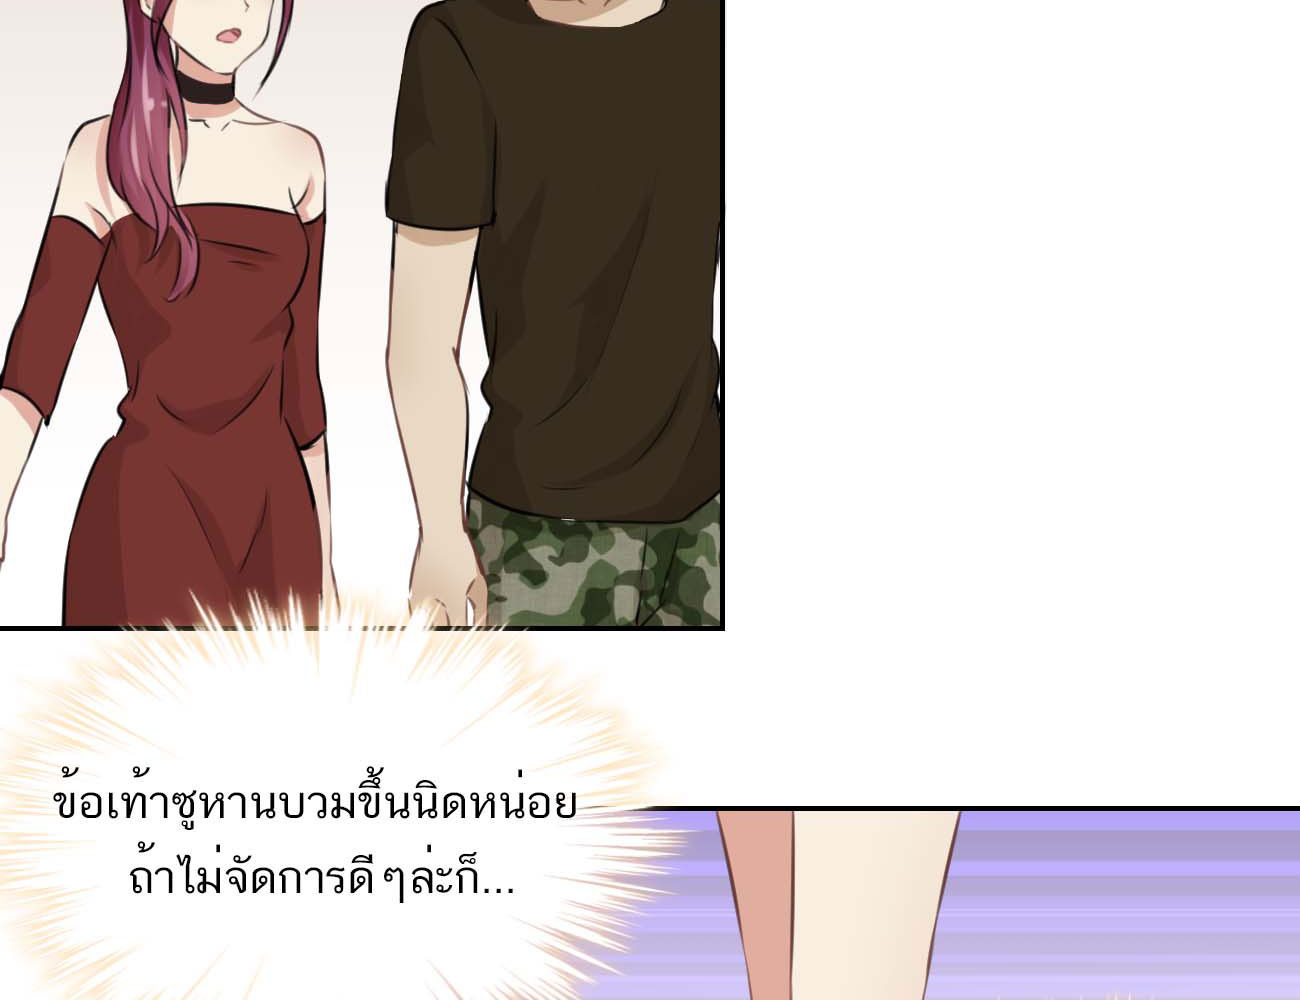 ข้อเท้าซูหานบวมขึ้นนิดหน่อย
ถ้าไม่จัดการดีๆล่ะก็...